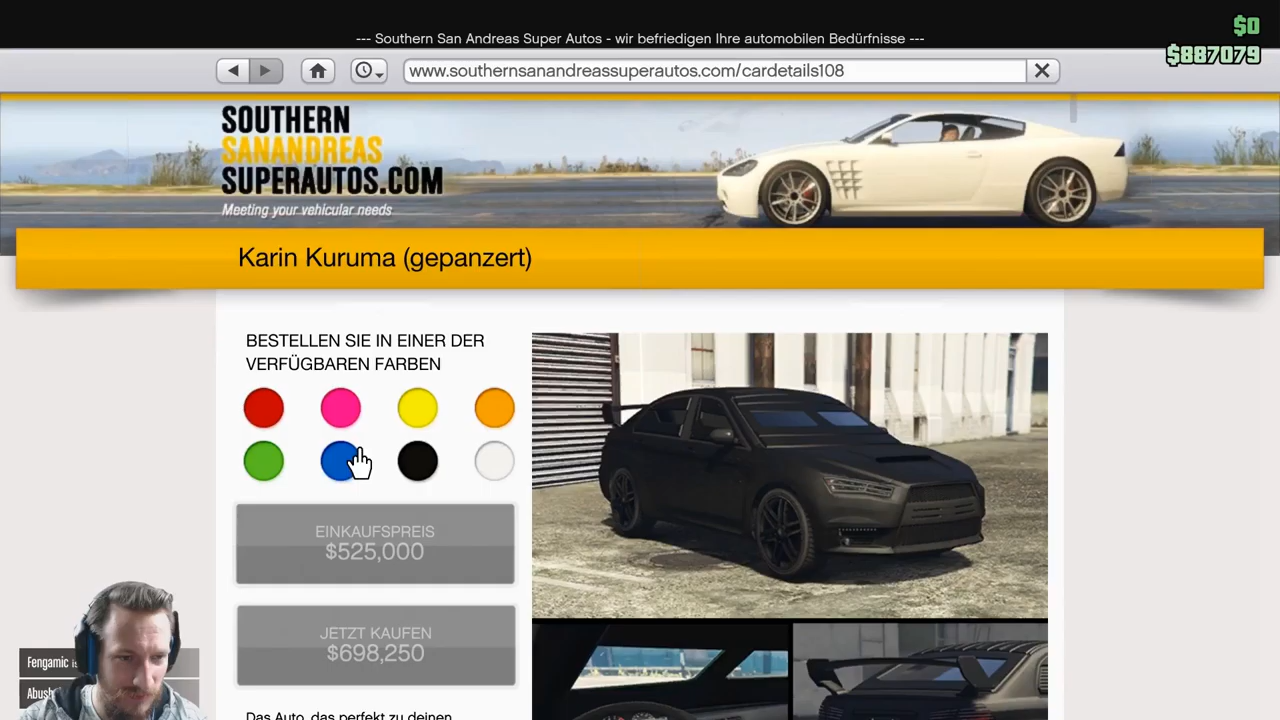 --- Southern San Andreas Super Autos - wir befriedigen Ihre automobilen Bedürfnisse ---
$0
$887079
www.southernsanandreassuperautos.com/cardetails108
SOUTHERN
SANANDREAS
SUPERAUTOS.COM
Meeting your vehicular needs
Karin Kuruma (gepanzert)
BESTELLEN SIE IN EINER DER
VERFÜGBAREN FARBEN
EINKAUFSPREIS
$525,000
JETZT KAUFEN
$698,250
Das Auto, das perfekt zu deinen
Fengamic